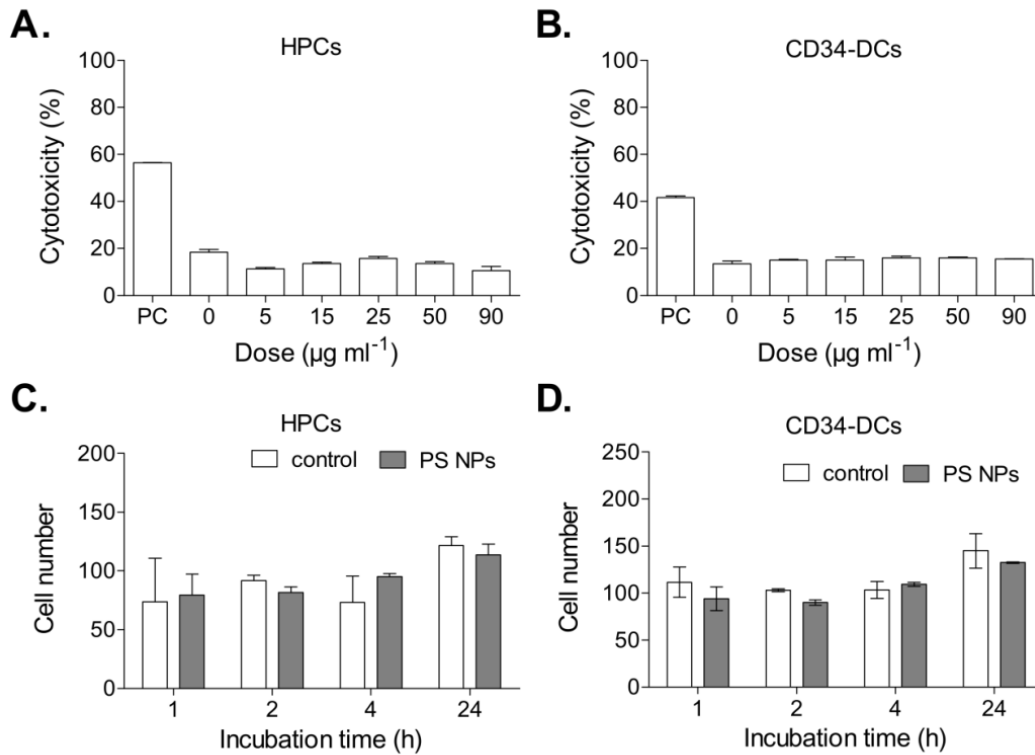 A.
HPCs
Cytotoxicity (%)
100
80
60
40
20
0
PC 0 5 15 25 50 90
Dose (µg ml⁻¹)
B.
CD34-DCs
Cytotoxicity (%)
100
80
60
40
20
0
PC 0 5 15 25 50 90
Dose (µg ml⁻¹)
C.
HPCs
control PS NPs
Cell number
200
150
100
50
0
1 2 4 24
Incubation time (h)
D.
CD34-DCs
control PS NPs
Cell number
250
200
150
100
50
0
1 2 4 24
Incubation time (h)